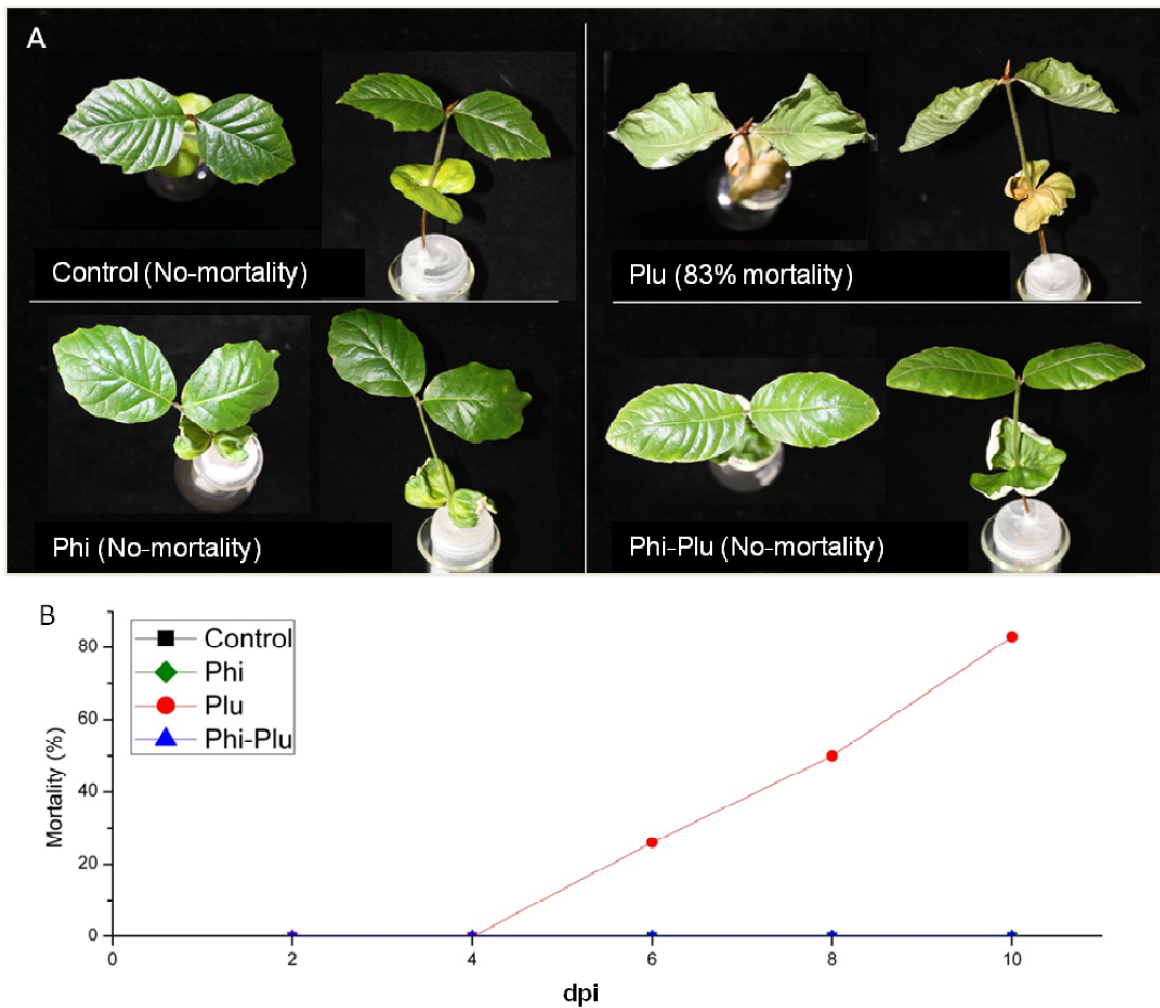 A
Control (No-mortality)
Plu (83% mortality)
Phi (No-mortality)
Phi-Plu (No-mortality)
B
Control
Phi
Plu
Phi-Plu
Mortality (%)
80
60
40
20
0
0 2 4 6 8 10
dpi